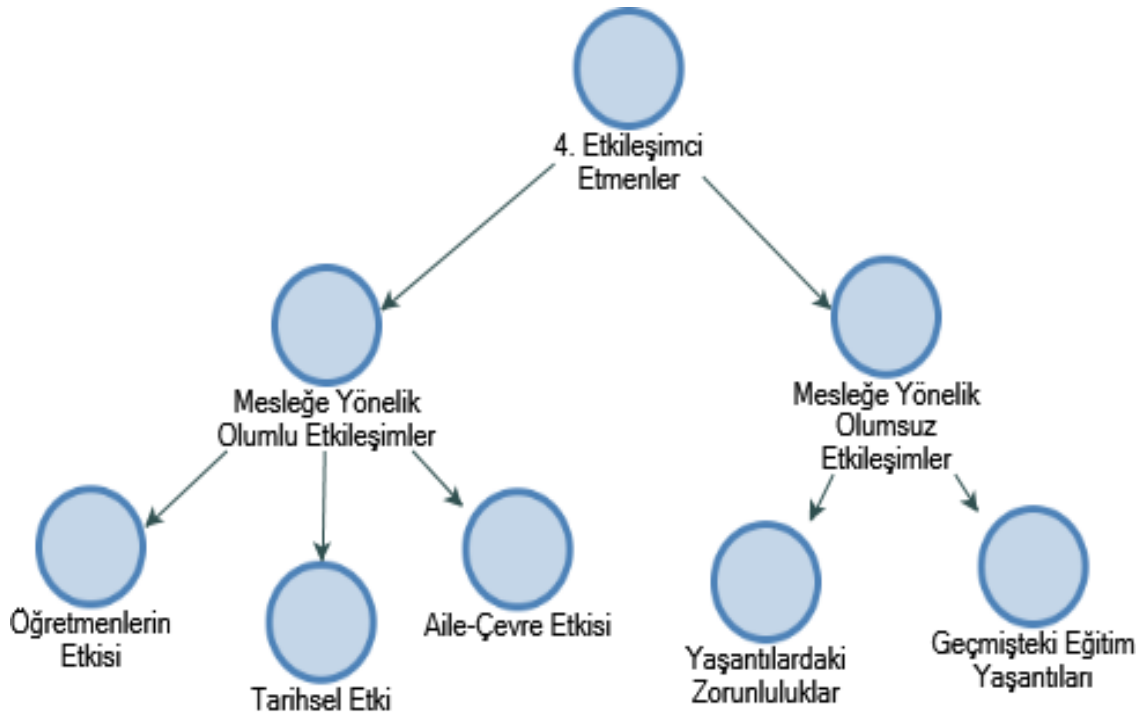 4. Etkileşimci
Etmenler
Mesleğe Yönelik
Olumlu Etkileşimler
Mesleğe Yönelik
Olumsuz
Etkileşimler
Öğretmenlerin
Etkisi
Tarihsel Etki
Aile-Çevre Etkisi
Yaşantılardaki
Zorunluluklar
Geçmişteki Eğitim
Yaşantıları